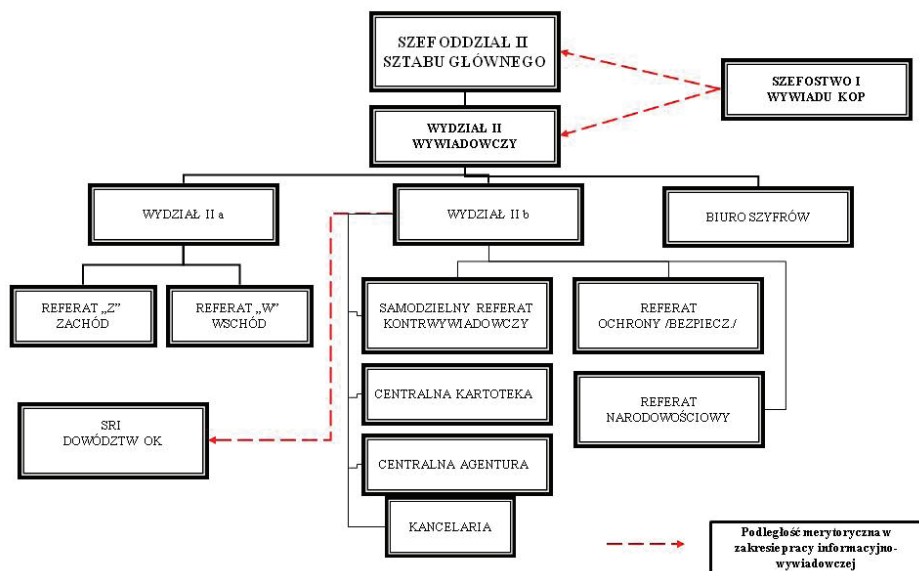 SZEF ODDZIAŁ II
SZTABU GŁÓWNEGO
SZEFOSTWO I
WYWIADU KOP
WYDZIAŁ II
WYWIADOWCZY
WYDZIAŁ II a
WYDZIAŁ II b
BIURO SZYFRÓW
REFERAT „Z”
ZACHÓD
REFERAT „W”
WSCHÓD
SAMODZIELNY REFERAT
KONTRWYWIADOWCZY
REFERAT
OCHRONY /BEZPIECZ./
CENTRALNA KARTOTEKA
REFERAT
NARODOWOŚCIOWY
SRI
DOWÓDZTW OK
CENTRALNA AGENTURA
KANCELARIA
Podległość merytoryczna w
zakresie pracy informacyjno-
wywiadowczej